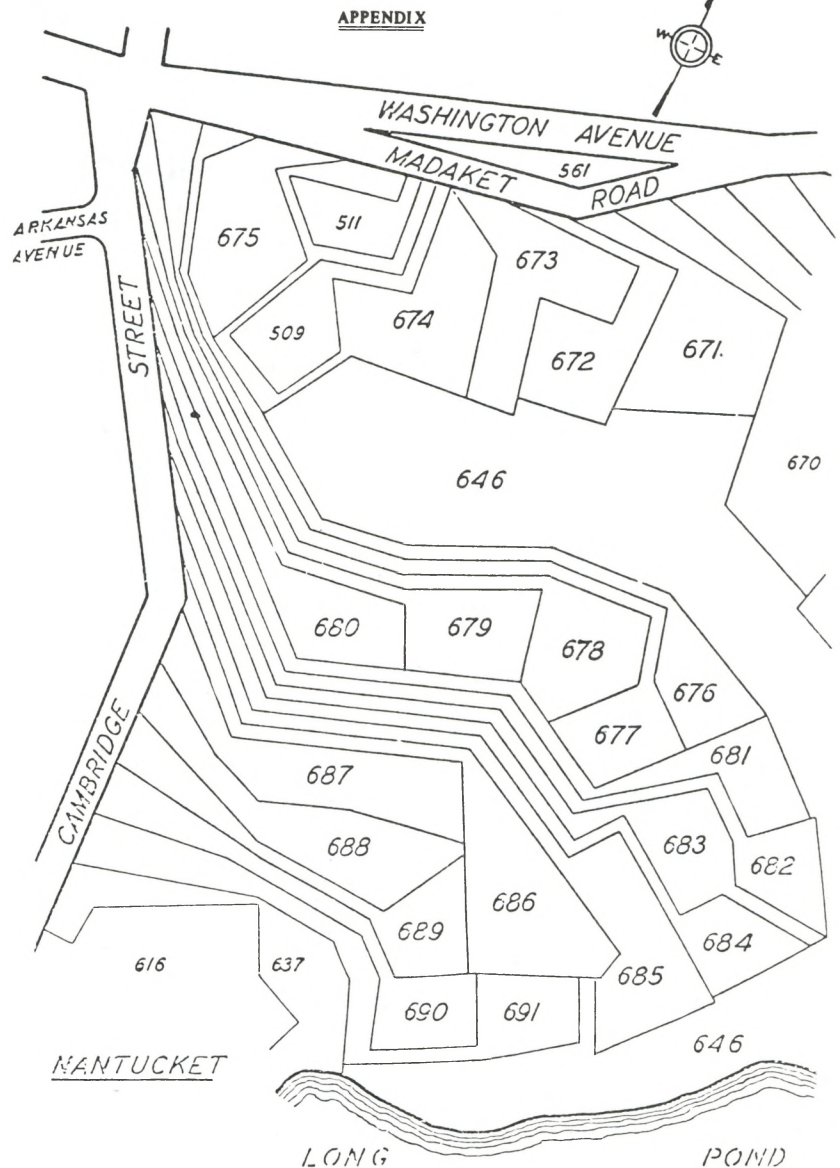 APPENDIX
W
E
WASHINGTON AVENUE
MADAKET ROAD
561
ARKANSAS
AVENUE
STREET
675
511
673
509
674
672
671.
646
670
680
679
678
676
677
681
CAMBRIDGE
687
688
683
682
686
689
684
685
616
637
690
691
646
NANTUCKET
LONG POND